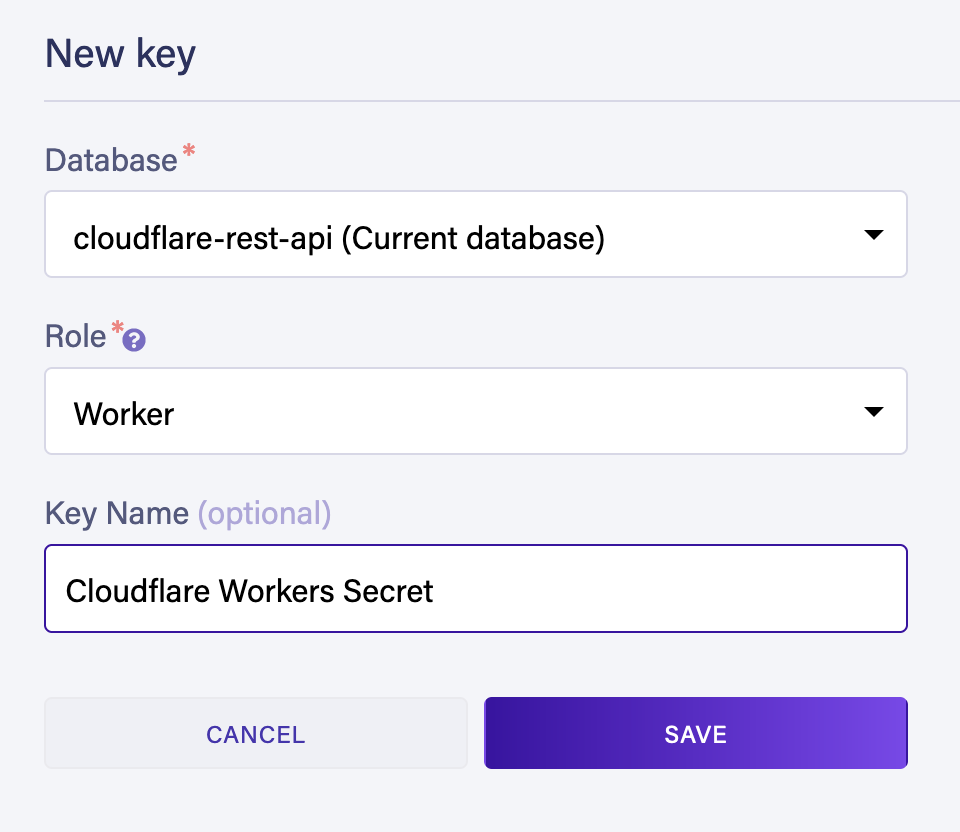 New key
Database *
cloudflare-rest-api (Current database)
Role * ?
Worker
Key Name (optional)
Cloudflare Workers Secret
CANCEL
SAVE